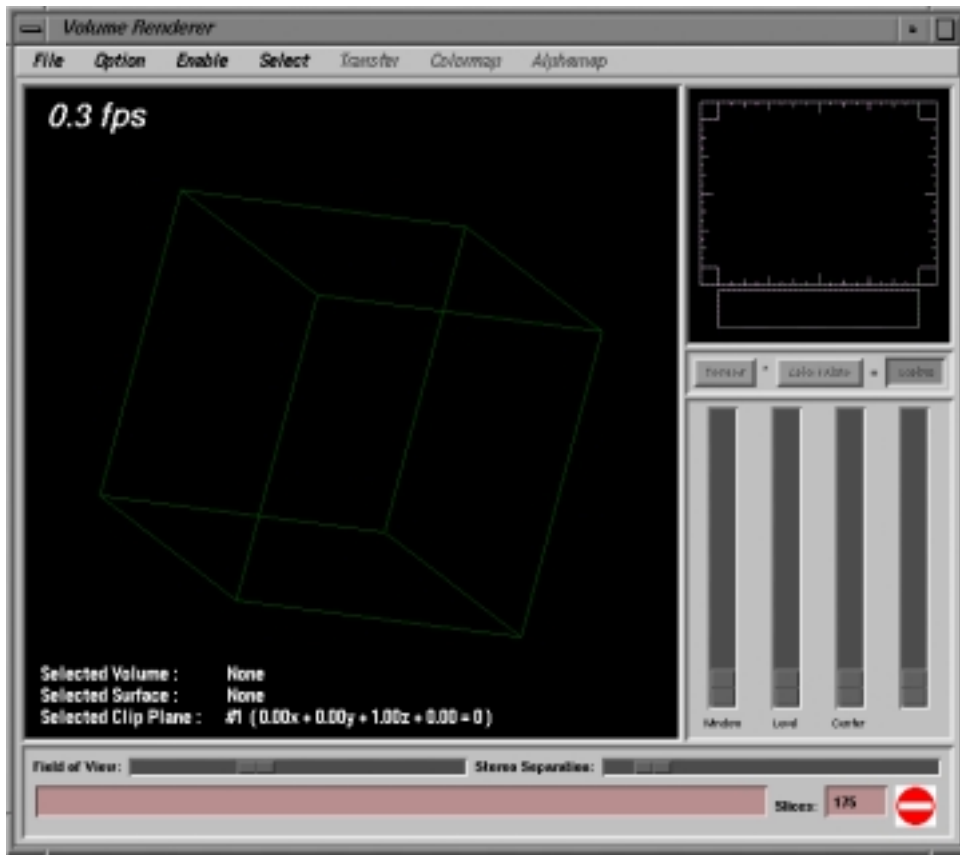 Volume Renderer
File Option Enable Select Transfer Colormap Alphamap
0.3 fps
Selected Volume : None
Selected Surface : None
Selected Clip Plane : #1 ( 0.00x + 0.00y + 1.00z + 0.00 = 0 )
Window Level Center
Field of View: Stereo Separation:
Slices: 175